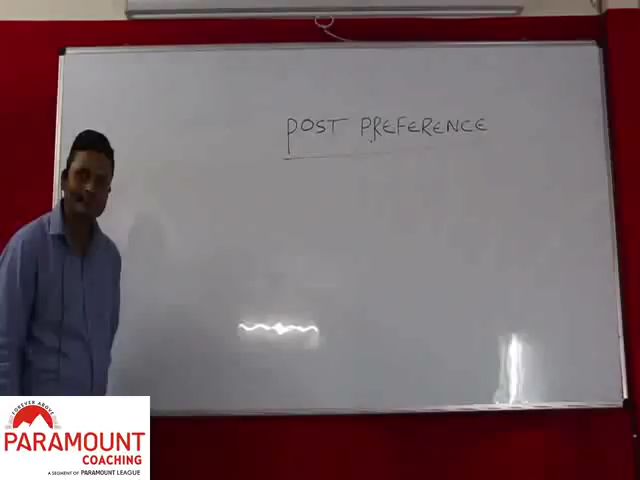 POST PREFERENCE
FOREVER ABOVE
PARAMOUNT
COACHING
A SEGMENT OF PARAMOUNT LEAGUE